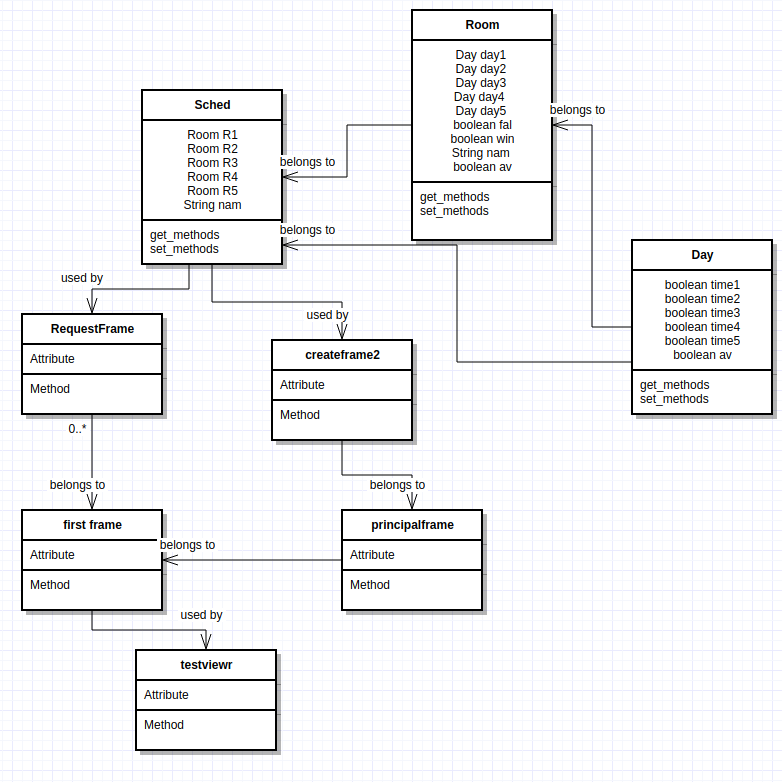 Room
Day day1
Day day2
Day day3
Day day4
Day day5
boolean fal
boolean win
String nam
boolean av
get_methods
set_methods
belongs to
Sched
Room R1
Room R2
Room R3
Room R4
Room R5
String nam
get_methods
set_methods
belongs to
belongs to
Day
boolean time1
boolean time2
boolean time3
boolean time4
boolean time5
boolean av
get_methods
set_methods
used by
RequestFrame
Attribute
Method
used by
createframe2
Attribute
Method
0..*
belongs to
belongs to
first frame
Attribute
Method
belongs to
principalframe
Attribute
Method
used by
testviewr
Attribute
Method